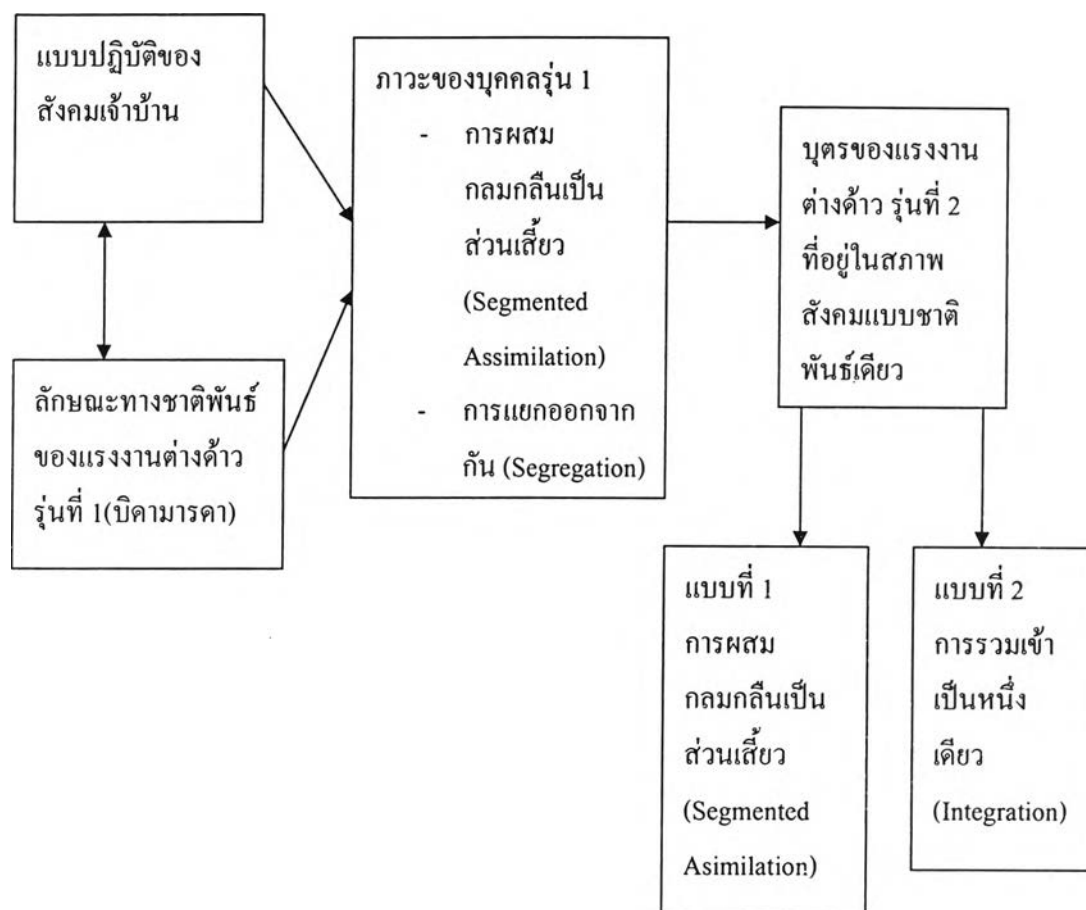 แบบปฏิบัติของ
สังคมเจ้าบ้าน
ลักษณะทางชาติพันธ์
ของแรงงานต่างด้าว
รุ่นที่ 1(บิดามารดา)
ภาวะของบุคคลรุ่น 1
- การผสม
กลมกลืนเป็น
ส่วนเสี้ยว
(Segmented
Assimilation)
- การแยกออกจาก
กัน (Segregation)
บุตรของแรงงาน
ต่างด้าว รุ่นที่ 2
ที่อยู่ในสภาพ
สังคมแบบชาติ
พันธ์เดียว
แบบที่ 1
การผสม
กลมกลืนเป็น
ส่วนเสี้ยว
(Segmented
Asimilation)
แบบที่ 2
การรวมเข้า
เป็นหนึ่ง
เดียว
(Integration)